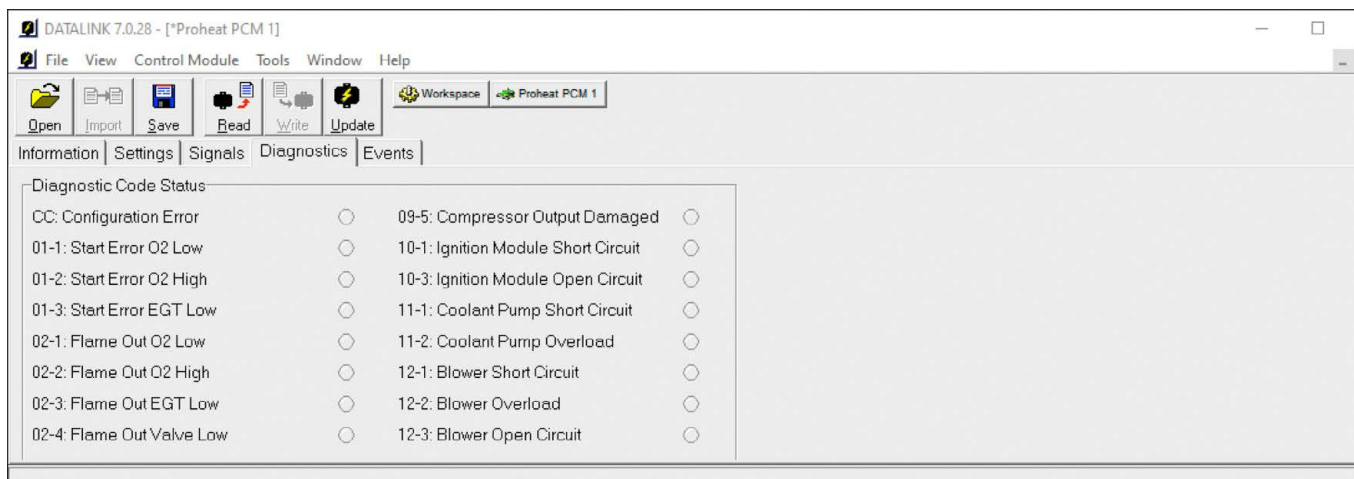 DATALINK 7.0.28 - [*Proheat PCM 1]
File View Control Module Tools Window Help
Workspace Proheat PCM 1
Open Import Save Read Write Update
Information Settings Signals Diagnostics Events
Diagnostic Code Status
CC: Configuration Error
01-1: Start Error O2 Low
01-2: Start Error O2 High
01-3: Start Error EGT Low
02-1: Flame Out O2 Low
02-2: Flame Out O2 High
02-3: Flame Out EGT Low
02-4: Flame Out Valve Low
09-5: Compressor Output Damaged
10-1: Ignition Module Short Circuit
10-3: Ignition Module Open Circuit
11-1: Coolant Pump Short Circuit
11-2: Coolant Pump Overload
12-1: Blower Short Circuit
12-2: Blower Overload
12-3: Blower Open Circuit